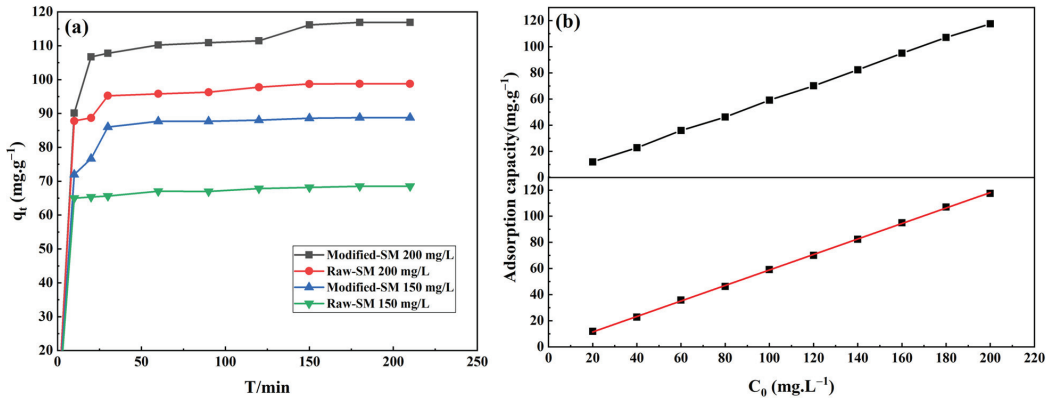 (a)
120
110
100
90
80
70
60
50
40
30
20
0 50 100 150 200 250
q_t (mg.g⁻¹)
T/min
Modified-SM 200 mg/L
Raw-SM 200 mg/L
Modified-SM 150 mg/L
Raw-SM 150 mg/L
(b)
120
100
80
60
40
20
0
120
100
80
60
40
20
0
0 20 40 60 80 100 120 140 160 180 200 220
Adsorption capacity(mg.g⁻¹)
C₀ (mg.L⁻¹)